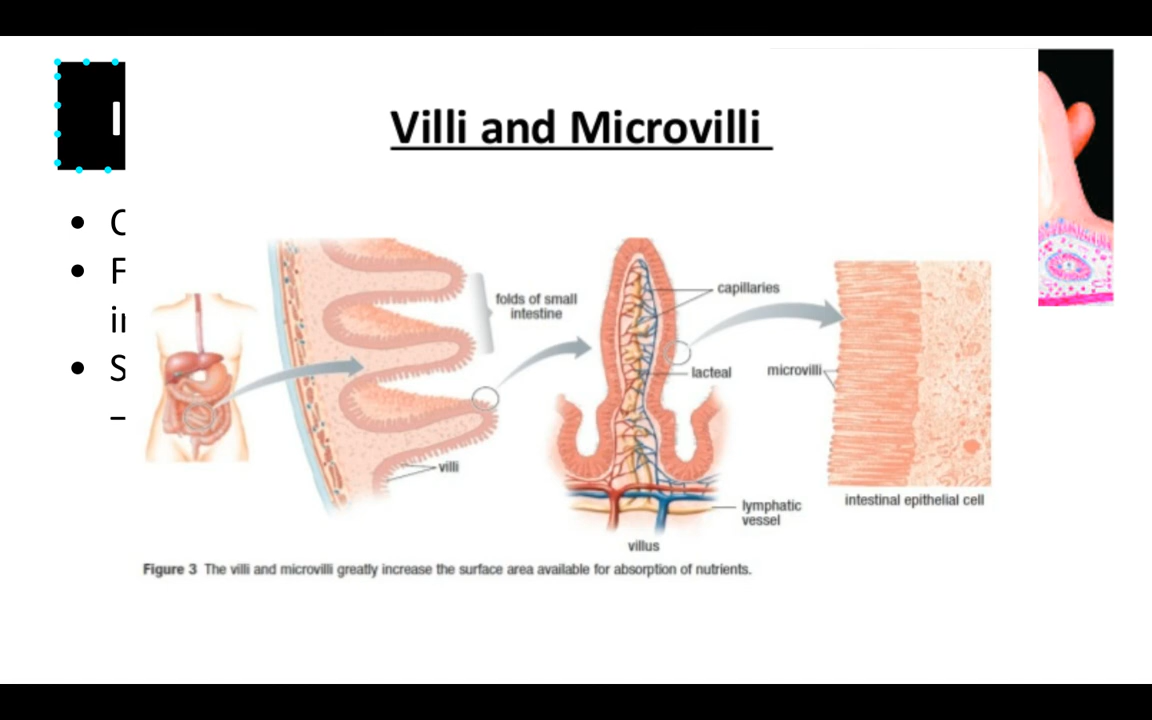 Villi and Microvilli
I
• C
• F
• S
–
folds of small
intestine
capillaries
lacteal
microvilli
villi
lymphatic
vessel
intestinal epithelial cell
villus
Figure 3 The villi and microvilli greatly increase the surface area available for absorption of nutrients.